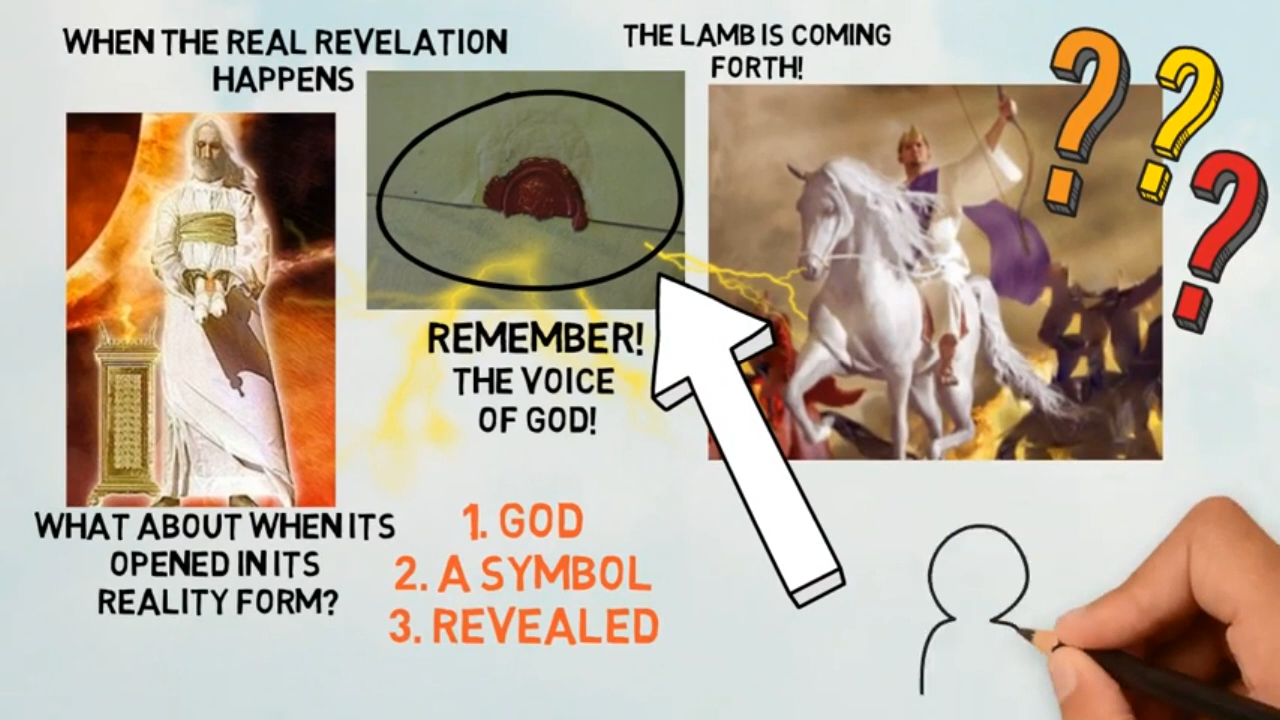 WHEN THE REAL REVELATION
HAPPENS
THE LAMB IS COMING
FORTH!
REMEMBER!
THE VOICE
OF GOD!
WHAT ABOUT WHEN ITS
OPENED IN ITS
REALITY FORM?
1. GOD
2. A SYMBOL
3. REVEALED